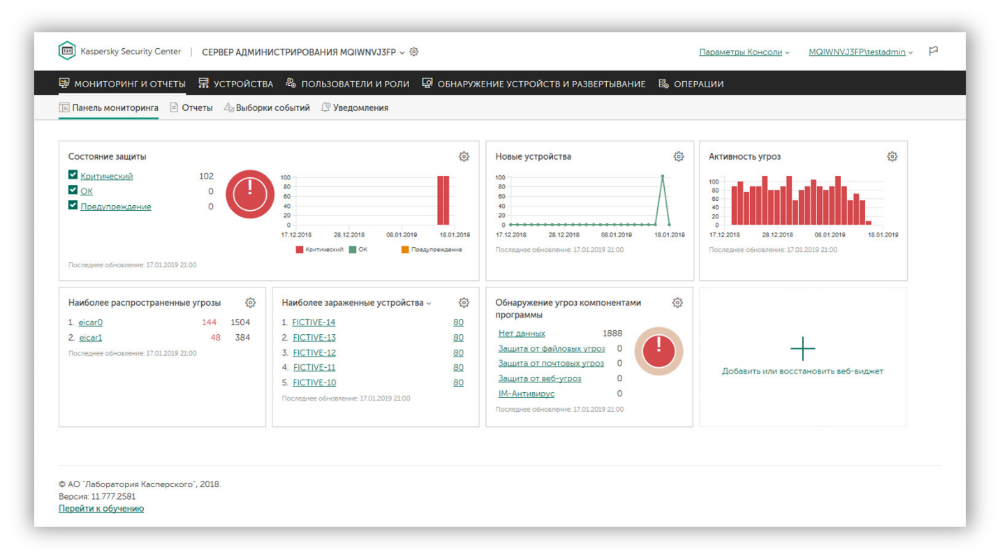 Kaspersky Security Center | СЕРВЕР АДМИНИСТРИРОВАНИЯ MQIWNVJ3FP
Параметры Консоли MQIWNVJ3FP\testadmin
МОНИТОРИНГ И ОТЧЕТЫ УСТРОЙСТВА ПОЛЬЗОВАТЕЛИ И РОЛИ ОБНАРУЖЕНИЕ УСТРОЙСТВ И РАЗВЕРТЫВАНИЕ ОПЕРАЦИИ
Панель мониторинга Отчеты Выборки событий Уведомления
Состояние защиты
Критический 102
ОК 0
Предупреждение 0
100
80
60
40
20
0
17.12.2018 28.12.2018 08.01.2019 18.01.2019
Критический ОК Предупреждение
Последнее обновление: 17.01.2019 21:00
Новые устройства
100
80
60
40
20
0
17.12.2018 28.12.2018 08.01.2019 18.01.2019
Последнее обновление: 17.01.2019 21:00
Активность угроз
100
80
60
40
20
0
17.12.2018 28.12.2018 08.01.2019 18.01.2019
Последнее обновление: 17.01.2019 21:00
Наиболее распространенные угрозы
1. eicar0 144 1504
2. eicar1 48 384
Последнее обновление: 17.01.2019 21:00
Наиболее зараженные устройства
1. FICTIVE-14 80
2. FICTIVE-13 80
3. FICTIVE-12 80
4. FICTIVE-11 80
5. FICTIVE-10 80
Последнее обновление: 17.01.2019 21:00
Обнаружение угроз компонентами
программы
Нет данных 1888
Защита от файловых угроз 0
Защита от почтовых угроз 0
Защита от веб-угроз 0
IM-Антивирус 0
Последнее обновление: 17.01.2019 21:00
Добавить или восстановить веб-виджет
© АО "Лаборатория Касперского", 2018.
Версия: 11.777.2581
Перейти к обучению